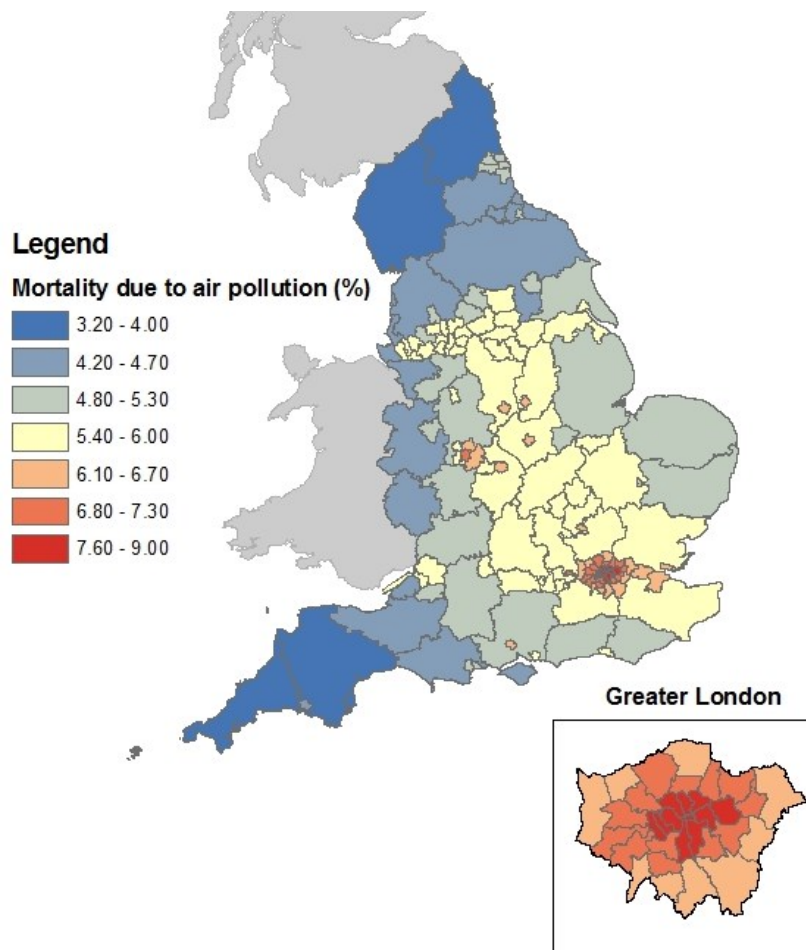 Legend
Mortality due to air pollution (%)
3.20 - 4.00
4.20 - 4.70
4.80 - 5.30
5.40 - 6.00
6.10 - 6.70
6.80 - 7.30
7.60 - 9.00
Greater London